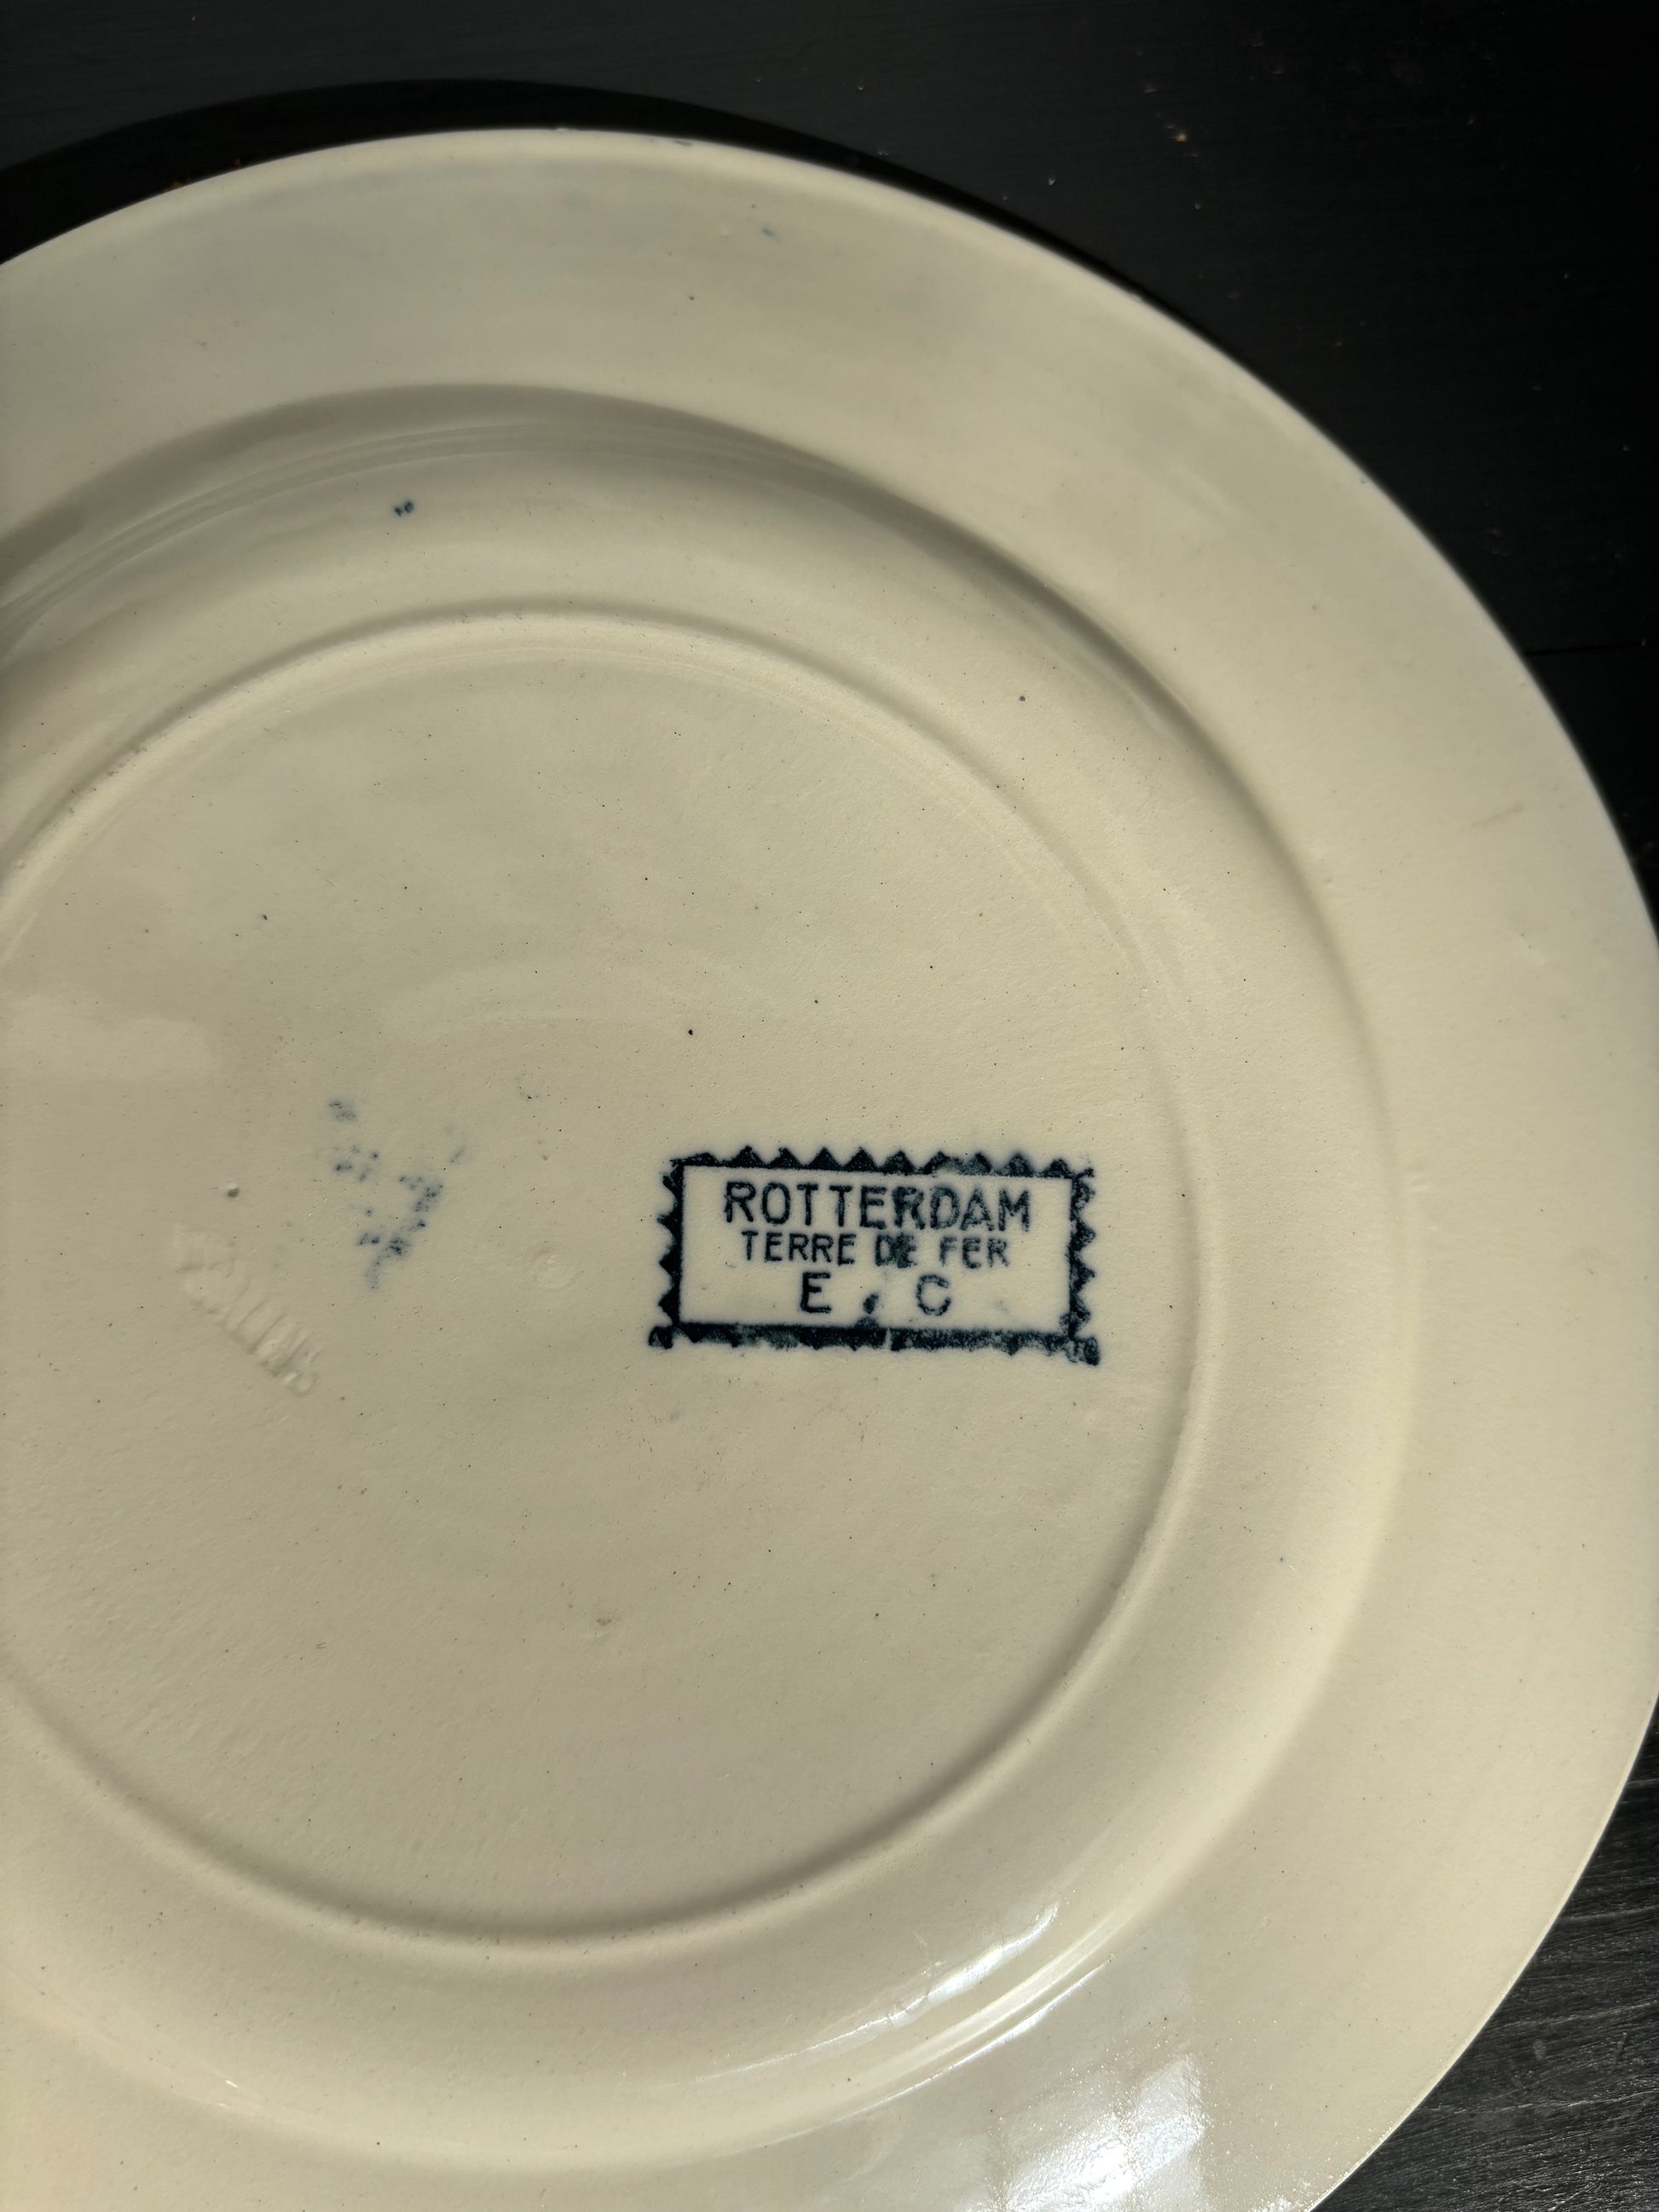 ROTTERDAM
TERRE DE FER
E . C